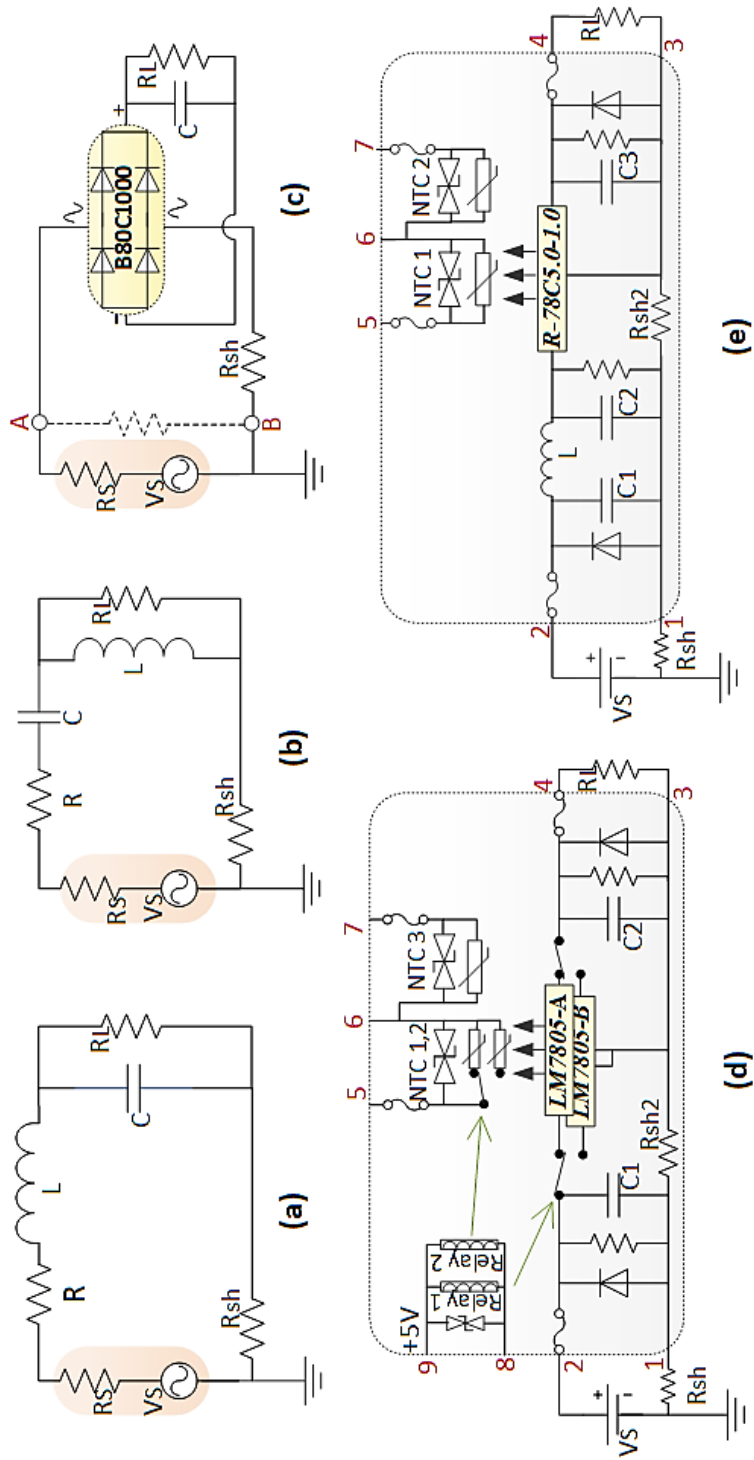 R
L
RL
C
RS
VS
Rsh
(a)
R
C
RL
L
RS
VS
Rsh
(b)
A
B80C1000
+
-
RL
C
RS
VS
B
Rsh
(c)
9
+5V
8
Relay 1
Relay 2
5
6
7
NTC 1,2
NTC 3
2
4
LM7805-A
LM7805-B
C1
C2
RL
+
-
VS
1
Rsh
Rsh2
3
(d)
5
6
7
NTC 1
NTC 2
2
4
L
R-78C5.0-1.0
C1
C2
C3
RL
+
-
VS
1
Rsh
Rsh2
3
(e)